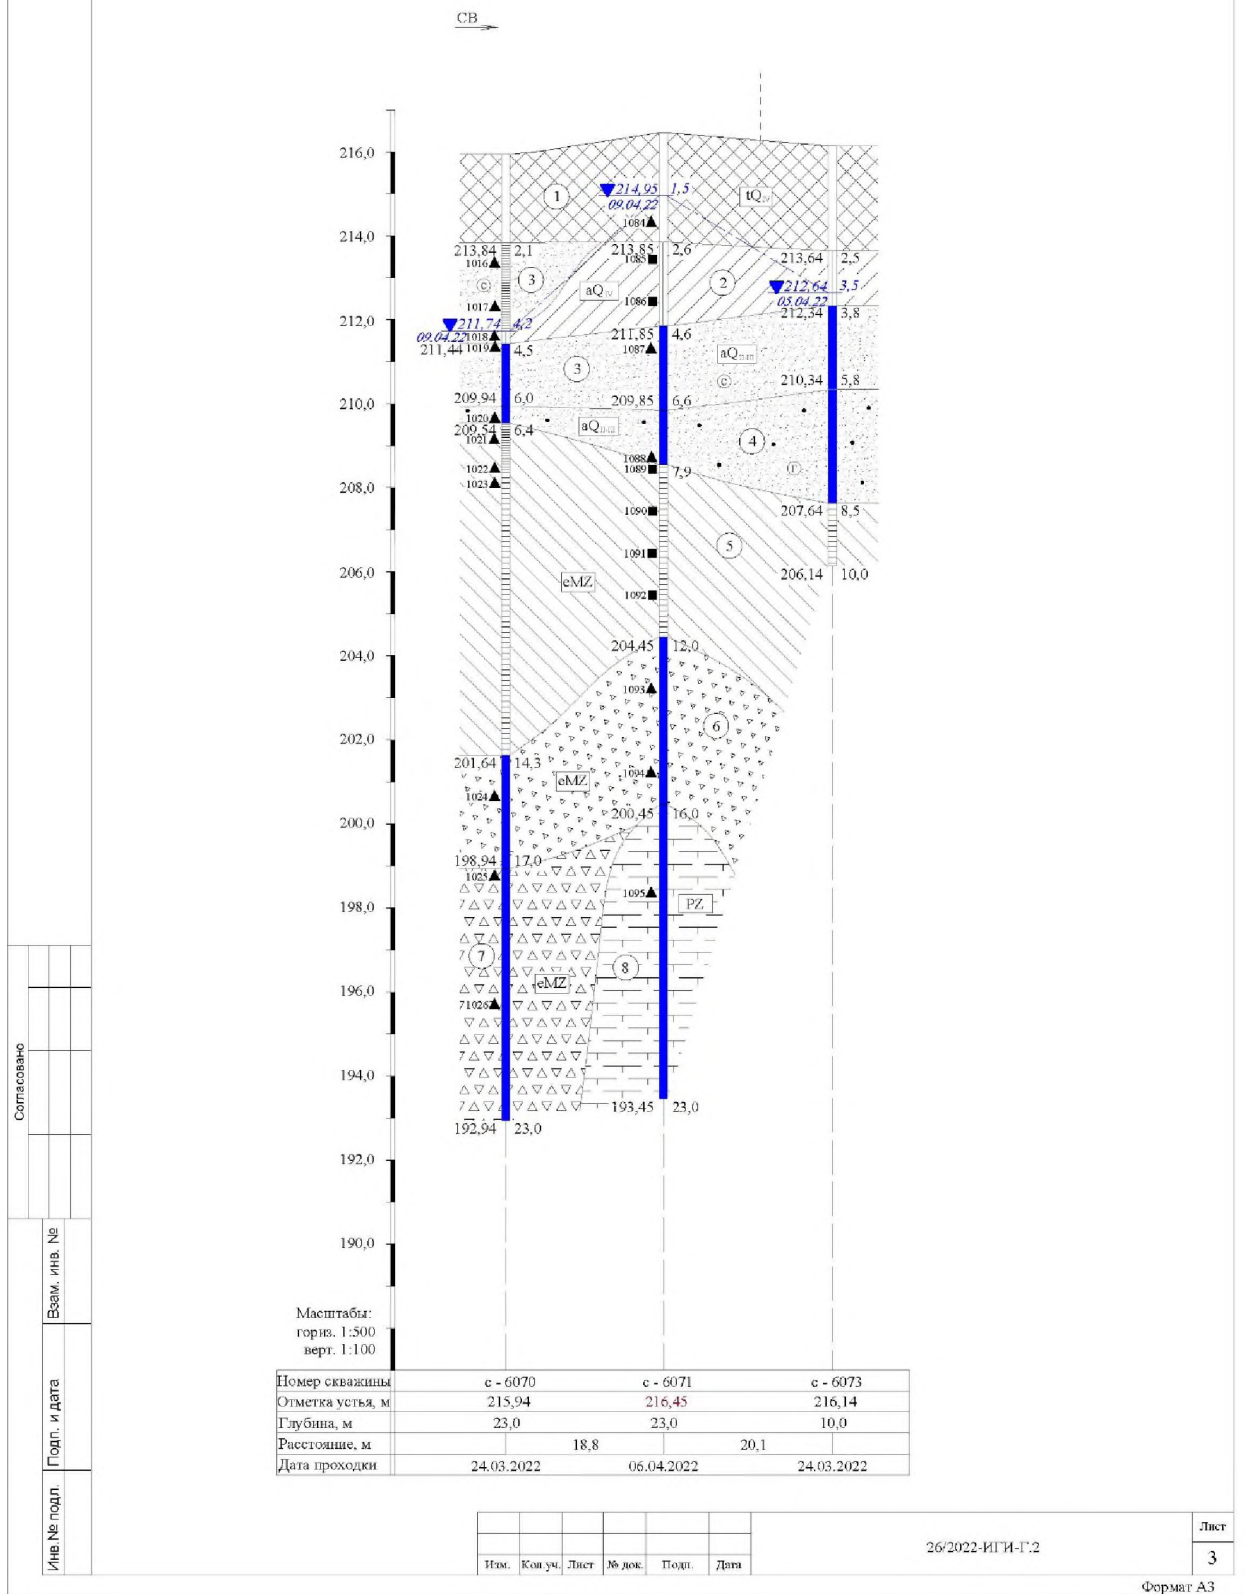 СВ
216,0
214,95 1,5
1
tQIV
09.04.22
1084
214,0
213,84 2,1
213,85 2,6
213,64 2,5
1016
1085
3
2
с
aQIV
212,64 3,5
1017
1086
05.04.22
212,0
211,74 4,2
212,34 3,8
09.04.22 1018
211,85 4,6
1019
211,44 4,5
1087
aQII-III
3
с
210,34 5,8
210,0
209,94 6,0
209,85 6,6
1020
aQII-III
209,54 6,4
4
1021
1088
1022
1089
7,9
г
1023
208,0
207,64 8,5
1090
5
1091
206,0
eMZ
206,14 10,0
1092
204,0
204,45 12,0
1093
6
202,0
201,64 14,3
eMZ
1094
1024
200,0
200,45 16,0
198,94 17,0
1025
1095
198,0
PZ
7
8
196,0
eMZ
1026
194,0
193,45 23,0
192,94 23,0
192,0
190,0
Масштабы:
гориз. 1:500
верт. 1:100
Номер скважины с - 6070 с - 6071 с - 6073
Отметка устья, м 215,94 216,45 216,14
Глубина, м 23,0 23,0 10,0
Расстояние, м 18,8 20,1
Дата проходки 24.03.2022 06.04.2022 24.03.2022
Согласовано
Взам. инв. №
Подп. и дата
Инв.№ подл.
Изм. Кол.уч. Лист № док. Подп. Дата
26/2022-ИГИ-Г.2
Лист
3
Формат А3